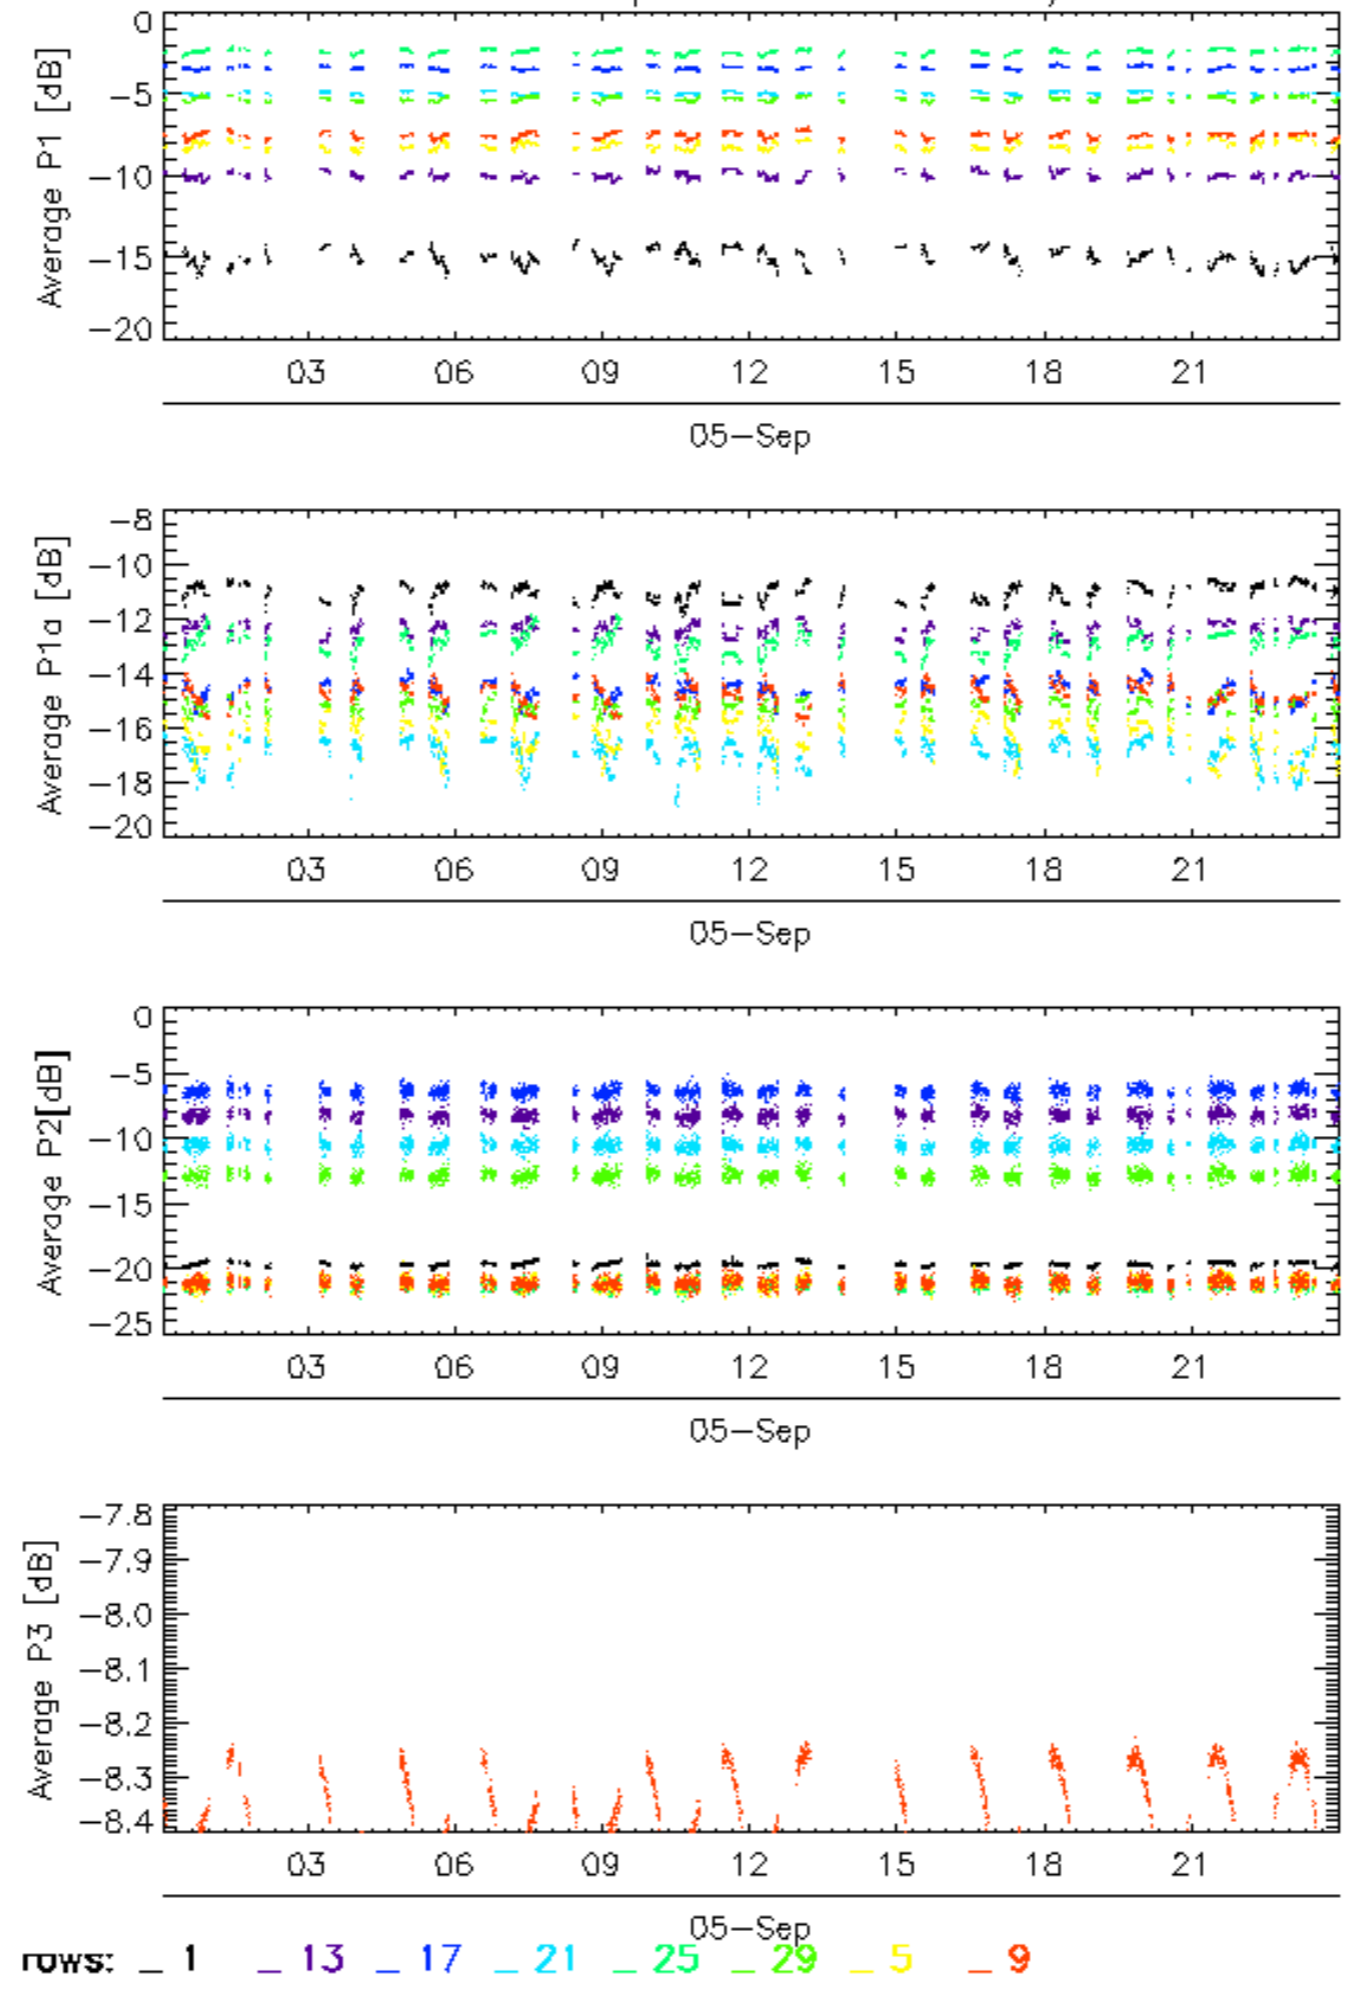 0
−5
−10
−15
−20
Average P1 [dB]
03 06 09 12 15 18 21
05−Sep
−8
−10
−12
−14
−16
−18
−20
Average P1a [dB]
03 06 09 12 15 18 21
05−Sep
0
−5
−10
−15
−20
−25
Average P2[dB]
03 06 09 12 15 18 21
05−Sep
−7.8
−7.9
−8.0
−8.1
−8.2
−8.3
−8.4
Average P3 [dB]
03 06 09 12 15 18 21
05−Sep
rows: _ 1 _ 13 _ 17 _ 21 _ 25 _ 29 _ 5 _ 9